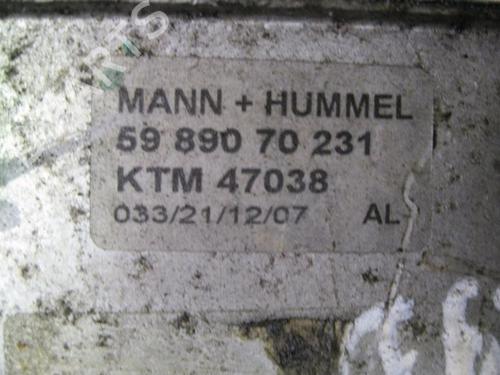 MANN + HUMMEL
59 890 70 231
KTM 47038
033/21/12/07 AL